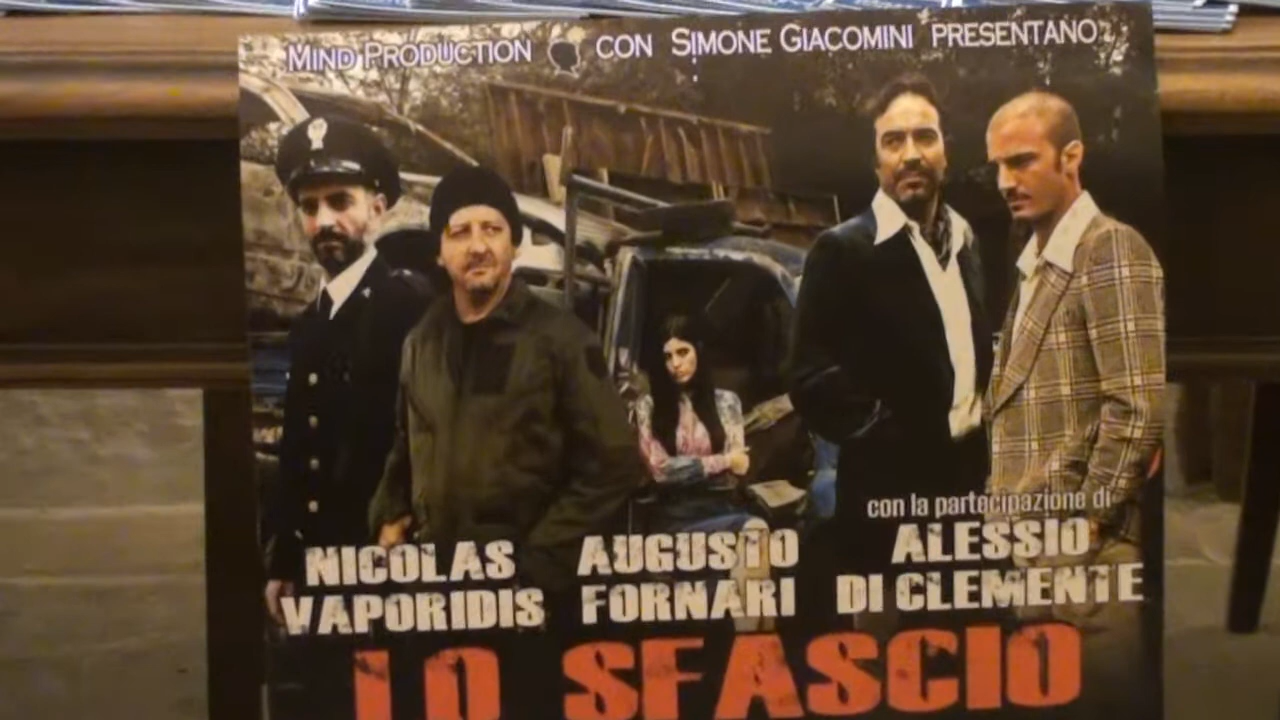 MIND PRODUCTION CON SIMONE GIACOMINI PRESENTANO
con la partecipazione di
NICOLAS AUGUSTO ALESSIO
VAPORIDIS FORNARI DI CLEMENTE
LO SFASCIO